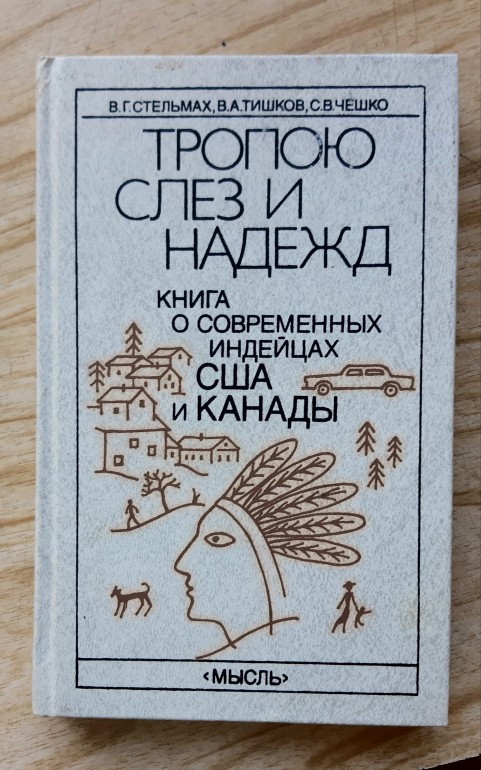 В.Г.СТЕЛЬМАХ, В.А.ТИШКОВ, С.В.ЧЕШКО
ТРОПОЮ
СЛЕЗ И
НАДЕЖД
КНИГА
О СОВРЕМЕННЫХ
ИНДЕЙЦАХ
США
И КАНАДЫ
‹МЫСЛЬ›